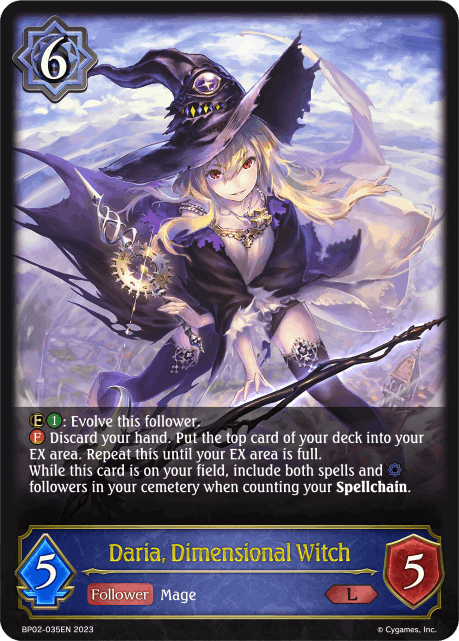 6
E 1: Evolve this follower.
F Discard your hand. Put the top card of your deck into your
EX area. Repeat this until your EX area is full.
While this card is on your field, include both spells and
followers in your cemetery when counting your Spellchain.
Daria, Dimensional Witch
5
Follower Mage
L
5
BP02-035EN 2023
© Cygames, Inc.